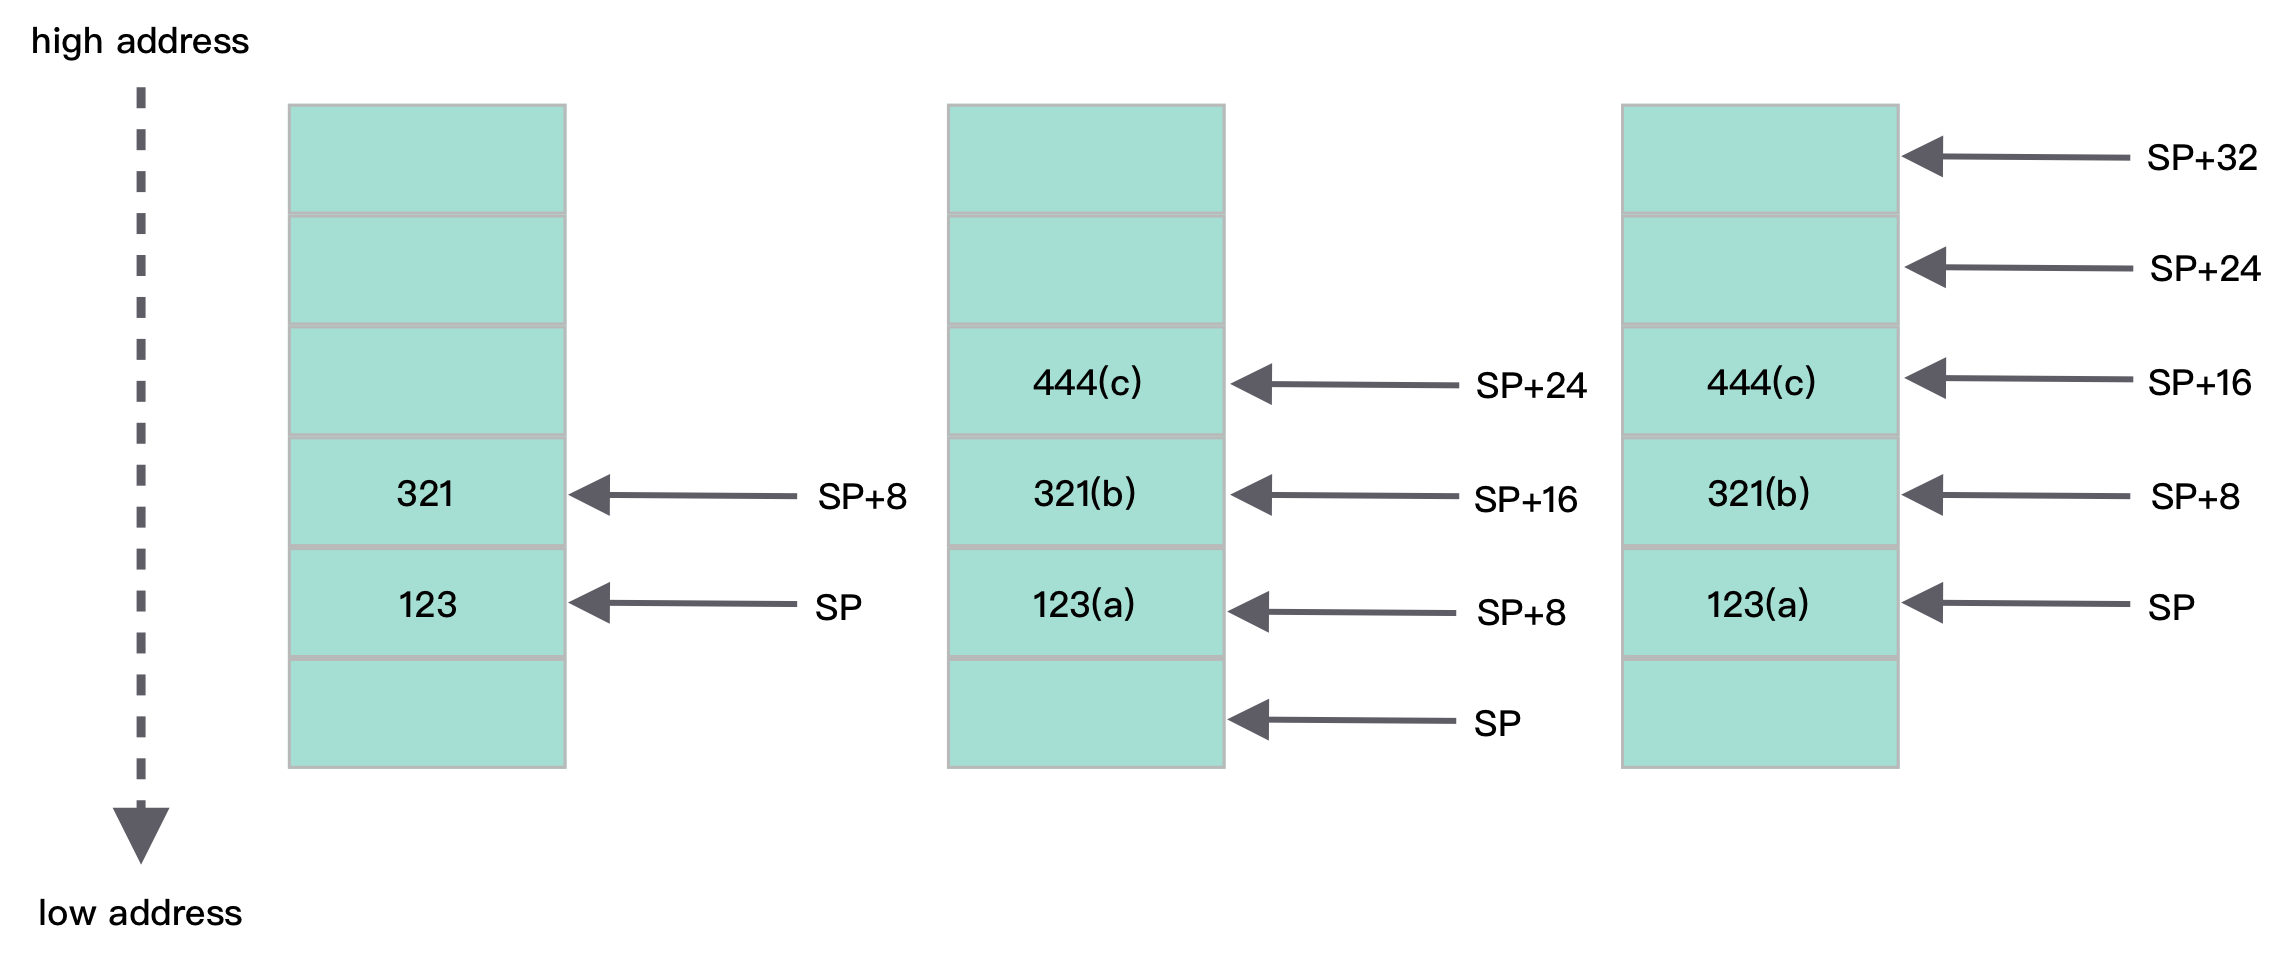 high address
321
123
SP+8
SP
444(c)
321(b)
123(a)
SP+24
SP+16
SP+8
SP
444(c)
321(b)
123(a)
SP+32
SP+24
SP+16
SP+8
SP
low address